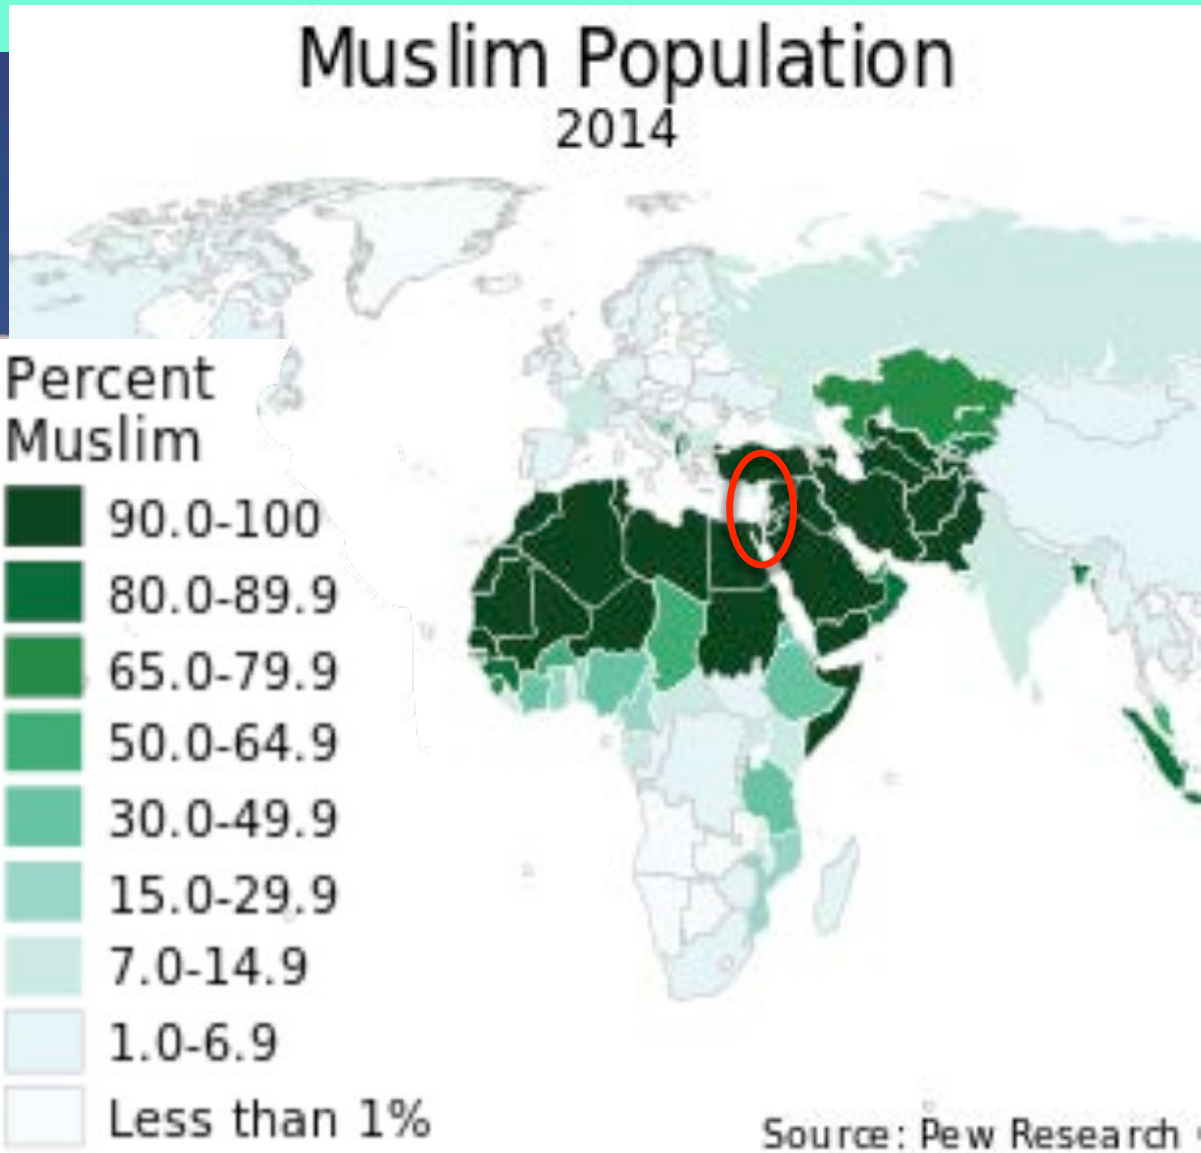 Muslim Population
2014
Percent
Muslim
90.0-100
80.0-89.9
65.0-79.9
50.0-64.9
30.0-49.9
15.0-29.9
7.0-14.9
1.0-6.9
Less than 1%
Source: Pew Research